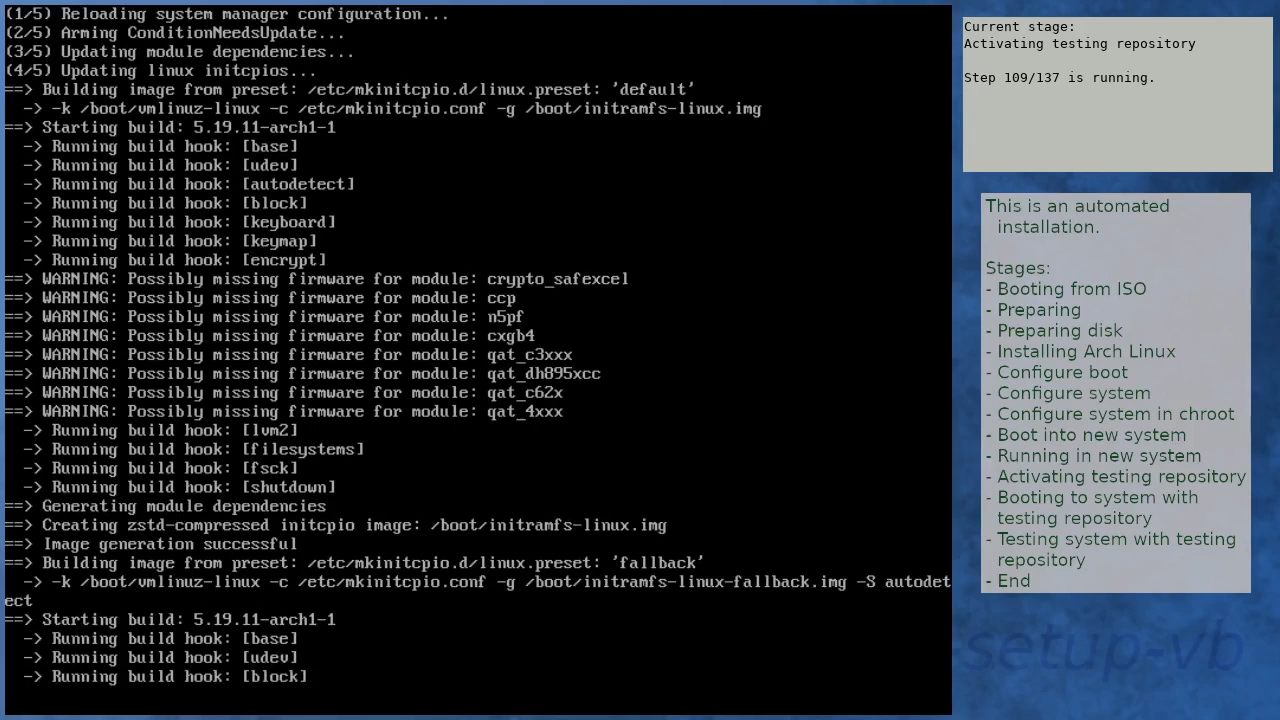 (1/5) Reloading system manager configuration...
(2/5) Arming ConditionNeedsUpdate...
(3/5) Updating module dependencies...
(4/5) Updating linux initcpios...
==> Building image from preset: /etc/mkinitcpio.d/linux.preset: 'default'
  -> -k /boot/vmlinuz-linux -c /etc/mkinitcpio.conf -g /boot/initramfs-linux.img
==> Starting build: 5.19.11-arch1-1
  -> Running build hook: [base]
  -> Running build hook: [udev]
  -> Running build hook: [autodetect]
  -> Running build hook: [block]
  -> Running build hook: [keyboard]
  -> Running build hook: [keymap]
  -> Running build hook: [encrypt]
==> WARNING: Possibly missing firmware for module: crypto_safexcel
==> WARNING: Possibly missing firmware for module: ccp
==> WARNING: Possibly missing firmware for module: n5pf
==> WARNING: Possibly missing firmware for module: cxgb4
==> WARNING: Possibly missing firmware for module: qat_c3xxx
==> WARNING: Possibly missing firmware for module: qat_dh895xcc
==> WARNING: Possibly missing firmware for module: qat_c62x
==> WARNING: Possibly missing firmware for module: qat_4xxx
  -> Running build hook: [lvm2]
  -> Running build hook: [filesystems]
  -> Running build hook: [fsck]
  -> Running build hook: [shutdown]
==> Generating module dependencies
==> Creating zstd-compressed initcpio image: /boot/initramfs-linux.img
==> Image generation successful
==> Building image from preset: /etc/mkinitcpio.d/linux.preset: 'fallback'
  -> -k /boot/vmlinuz-linux -c /etc/mkinitcpio.conf -g /boot/initramfs-linux-fallback.img -S autodet
ect
==> Starting build: 5.19.11-arch1-1
  -> Running build hook: [base]
  -> Running build hook: [udev]
  -> Running build hook: [block]
Current stage:
Activating testing repository
Step 109/137 is running.
This is an automated
installation.
Stages:
- Booting from ISO
- Preparing
- Preparing disk
- Installing Arch Linux
- Configure boot
- Configure system
- Configure system in chroot
- Boot into new system
- Running in new system
- Activating testing repository
- Booting to system with
testing repository
- Testing system with testing
repository
- End
-setup-vb